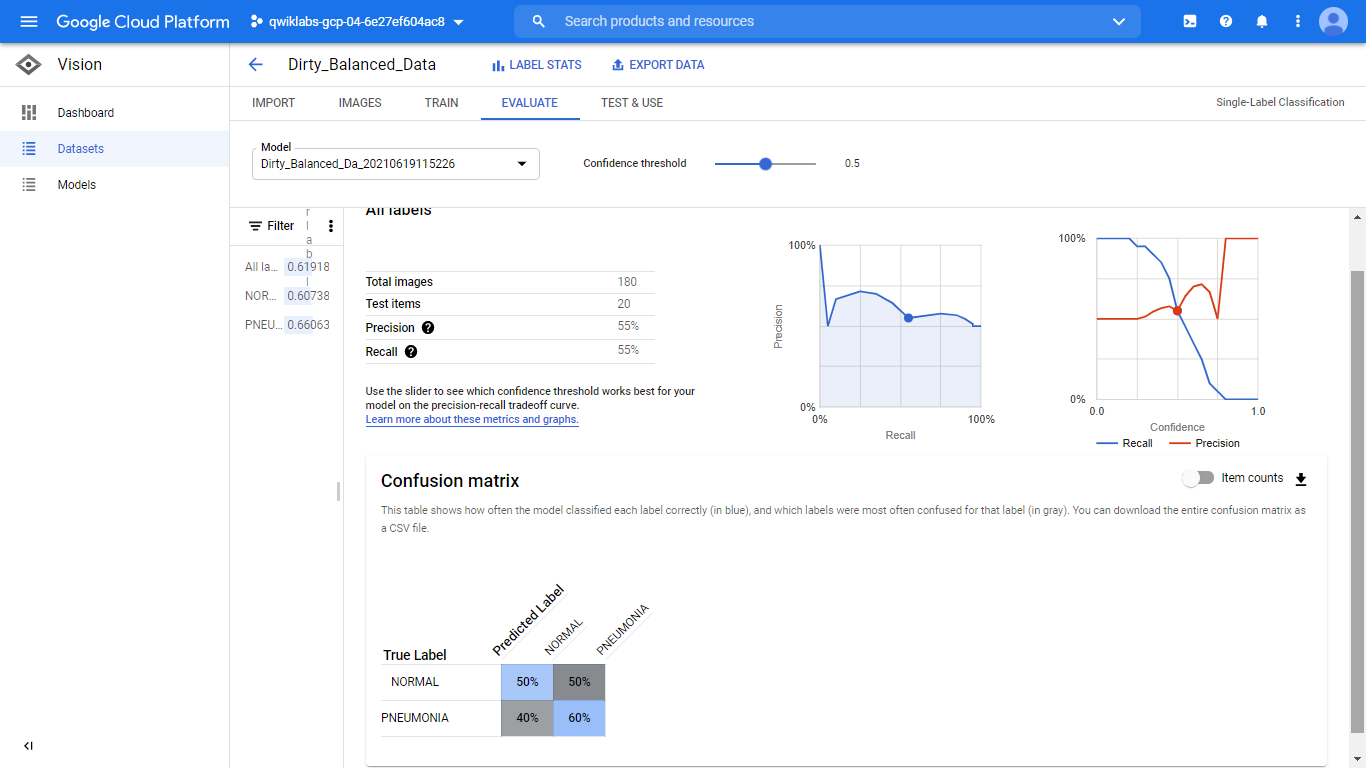 Google Cloud Platform
qwiklabs-gcp-04-6e27ef604ac8
Search products and resources
Vision
Dirty_Balanced_Data
LABEL STATS
EXPORT DATA
Dashboard
Datasets
Models
IMPORT
IMAGES
TRAIN
EVALUATE
TEST & USE
Single-Label Classification
Model
Dirty_Balanced_Da_20210619115226
Confidence threshold
0.5
Filter
r
l
a
b
l
All la... 0.61918
NOR... 0.60738
PNEU... 0.66063
All labels
Total images 180
Test items 20
Precision ? 55%
Recall ? 55%
Use the slider to see which confidence threshold works best for your
model on the precision-recall tradeoff curve.
Learn more about these metrics and graphs.
100%
Precision
0%
0%
100%
Recall
100%
0%
0.0
1.0
Confidence
Recall
Precision
Confusion matrix
Item counts
This table shows how often the model classified each label correctly (in blue), and which labels were most often confused for that label (in gray). You can download the entire confusion matrix as
a CSV file.
Predicted Label
NORMAL
PNEUMONIA
True Label
NORMAL 50% 50%
PNEUMONIA 40% 60%